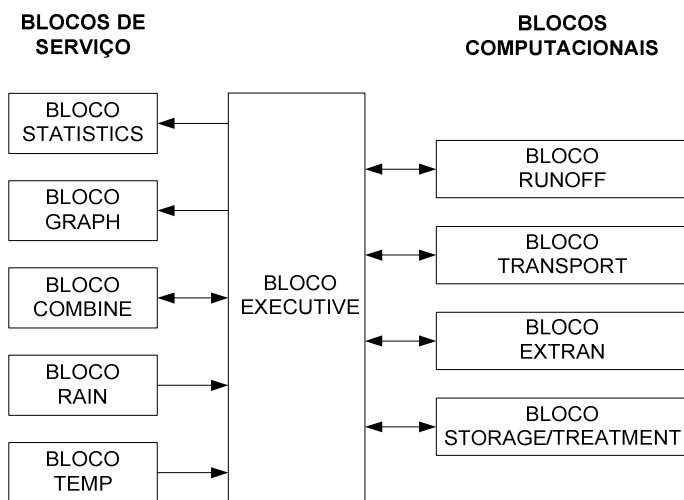 BLOCOS DE
SERVIÇO
BLOCOS
COMPUTACIONAIS
BLOCO
STATISTICS
BLOCO
GRAPH
BLOCO
COMBINE
BLOCO
RAIN
BLOCO
TEMP
BLOCO
EXECUTIVE
BLOCO
RUNOFF
BLOCO
TRANSPORT
BLOCO
EXTRAN
BLOCO
STORAGE/TREATMENT